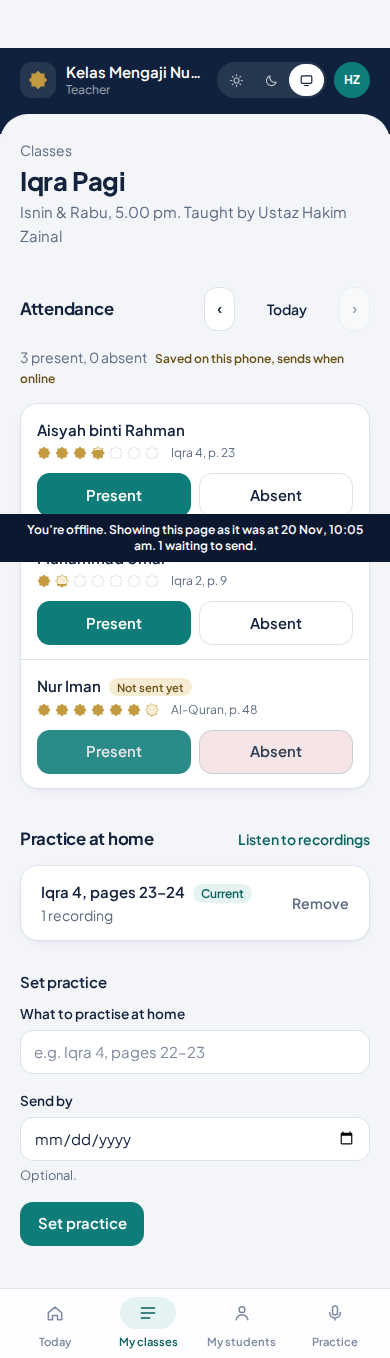 Kelas Mengaji Nu...
Teacher
HZ
Classes
Iqra Pagi
Isnin & Rabu, 5.00 pm. Taught by Ustaz Hakim
Zainal
Attendance
‹
Today
›
3 present, 0 absent Saved on this phone, sends when
online
Aisyah binti Rahman
Iqra 4, p. 23
Present
Absent
You're offline. Showing this page as it was at 20 Nov, 10:05
am. 1 waiting to send.
Muhammad Umar
Iqra 2, p. 9
Present
Absent
Nur Iman Not sent yet
Al-Quran, p. 48
Present
Absent
Practice at home
Listen to recordings
Iqra 4, pages 23–24 Current
1 recording
Remove
Set practice
What to practise at home
e.g. Iqra 4, pages 22–23
Send by
mm/dd/yyyy
Optional.
Set practice
Today
My classes
My students
Practice